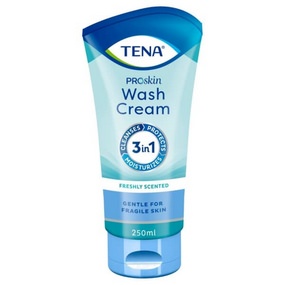 TENA
PROskin
Wash
Cream
CLEANSES PROTECTS
3in1
MOISTURIZES
FRESHLY SCENTED
GENTLE FOR
FRAGILE SKIN
250ml